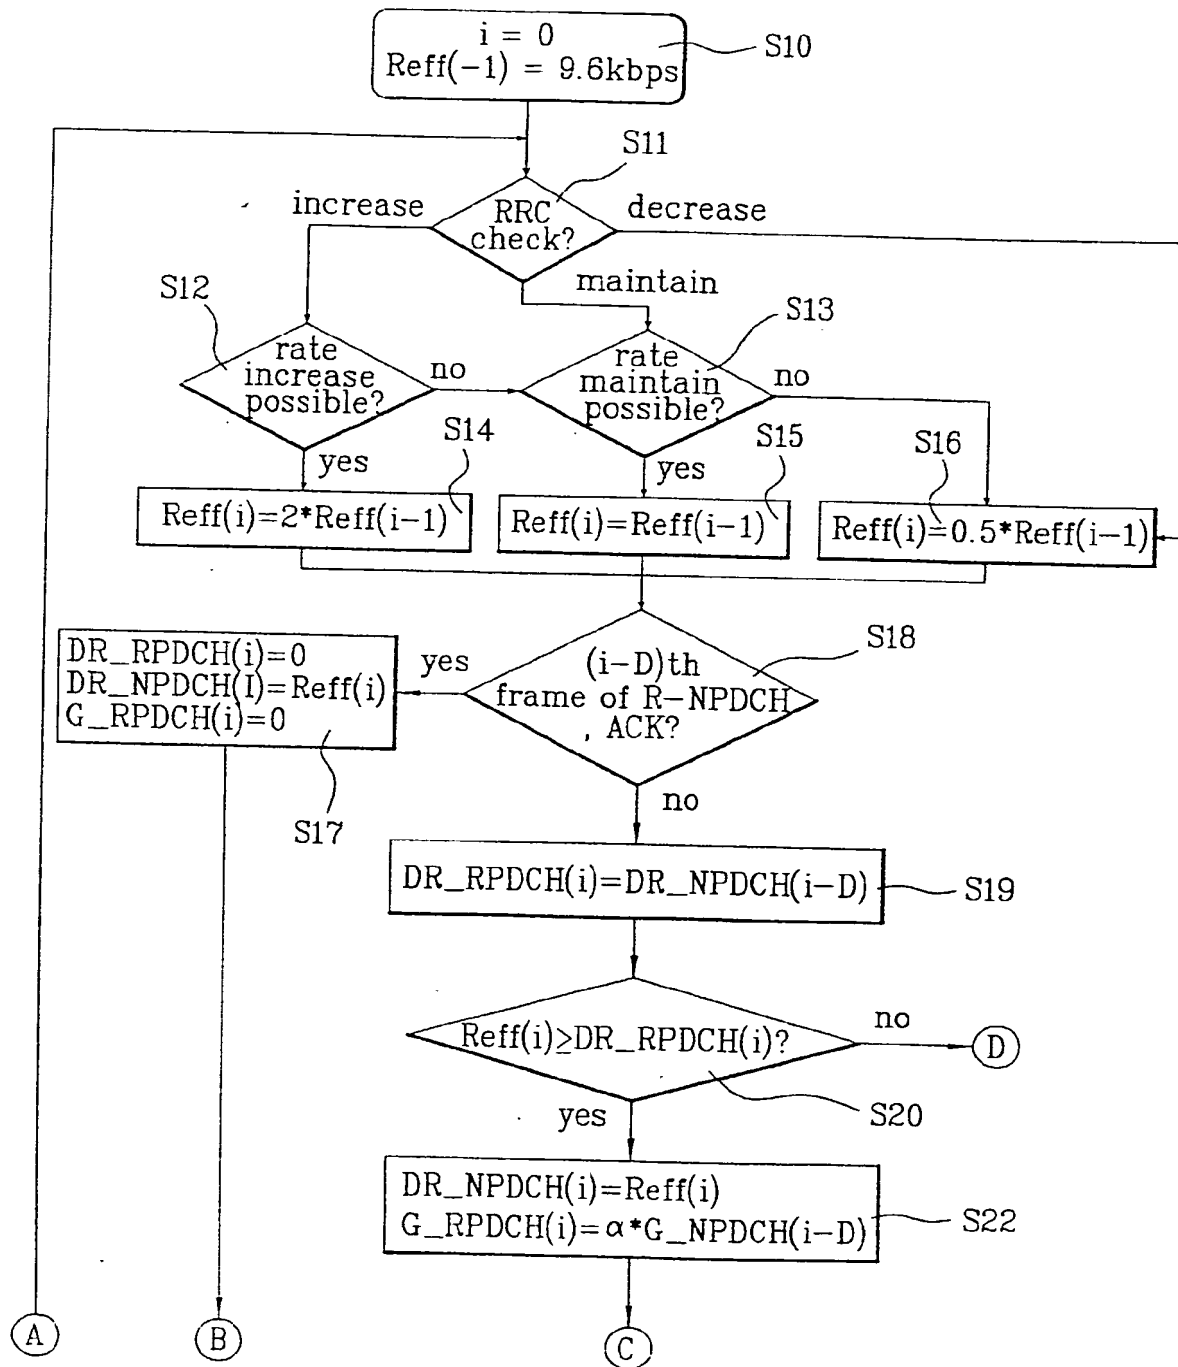 i = 0
Reff(-1) = 9.6kbps
S10
S11
increase
RRC
check?
decrease
maintain
S12
S13
rate
increase
possible?
no
rate
maintain
possible?
no
S14
S15
S16
yes
yes
Reff(i)=2*Reff(i-1)
Reff(i)=Reff(i-1)
Reff(i)=0.5*Reff(i-1)
S18
DR_RPDCH(i)=0
DR_NPDCH(I)=Reff(i)
G_RPDCH(i)=0
yes
(i-D)th
frame of R-NPDCH
, ACK?
S17
no
DR_RPDCH(i)=DR_NPDCH(i-D)
S19
Reff(i)≥DR_RPDCH(i)?
no
D
S20
yes
DR_NPDCH(i)=Reff(i)
G_RPDCH(i)=α*G_NPDCH(i-D)
S22
A
B
C